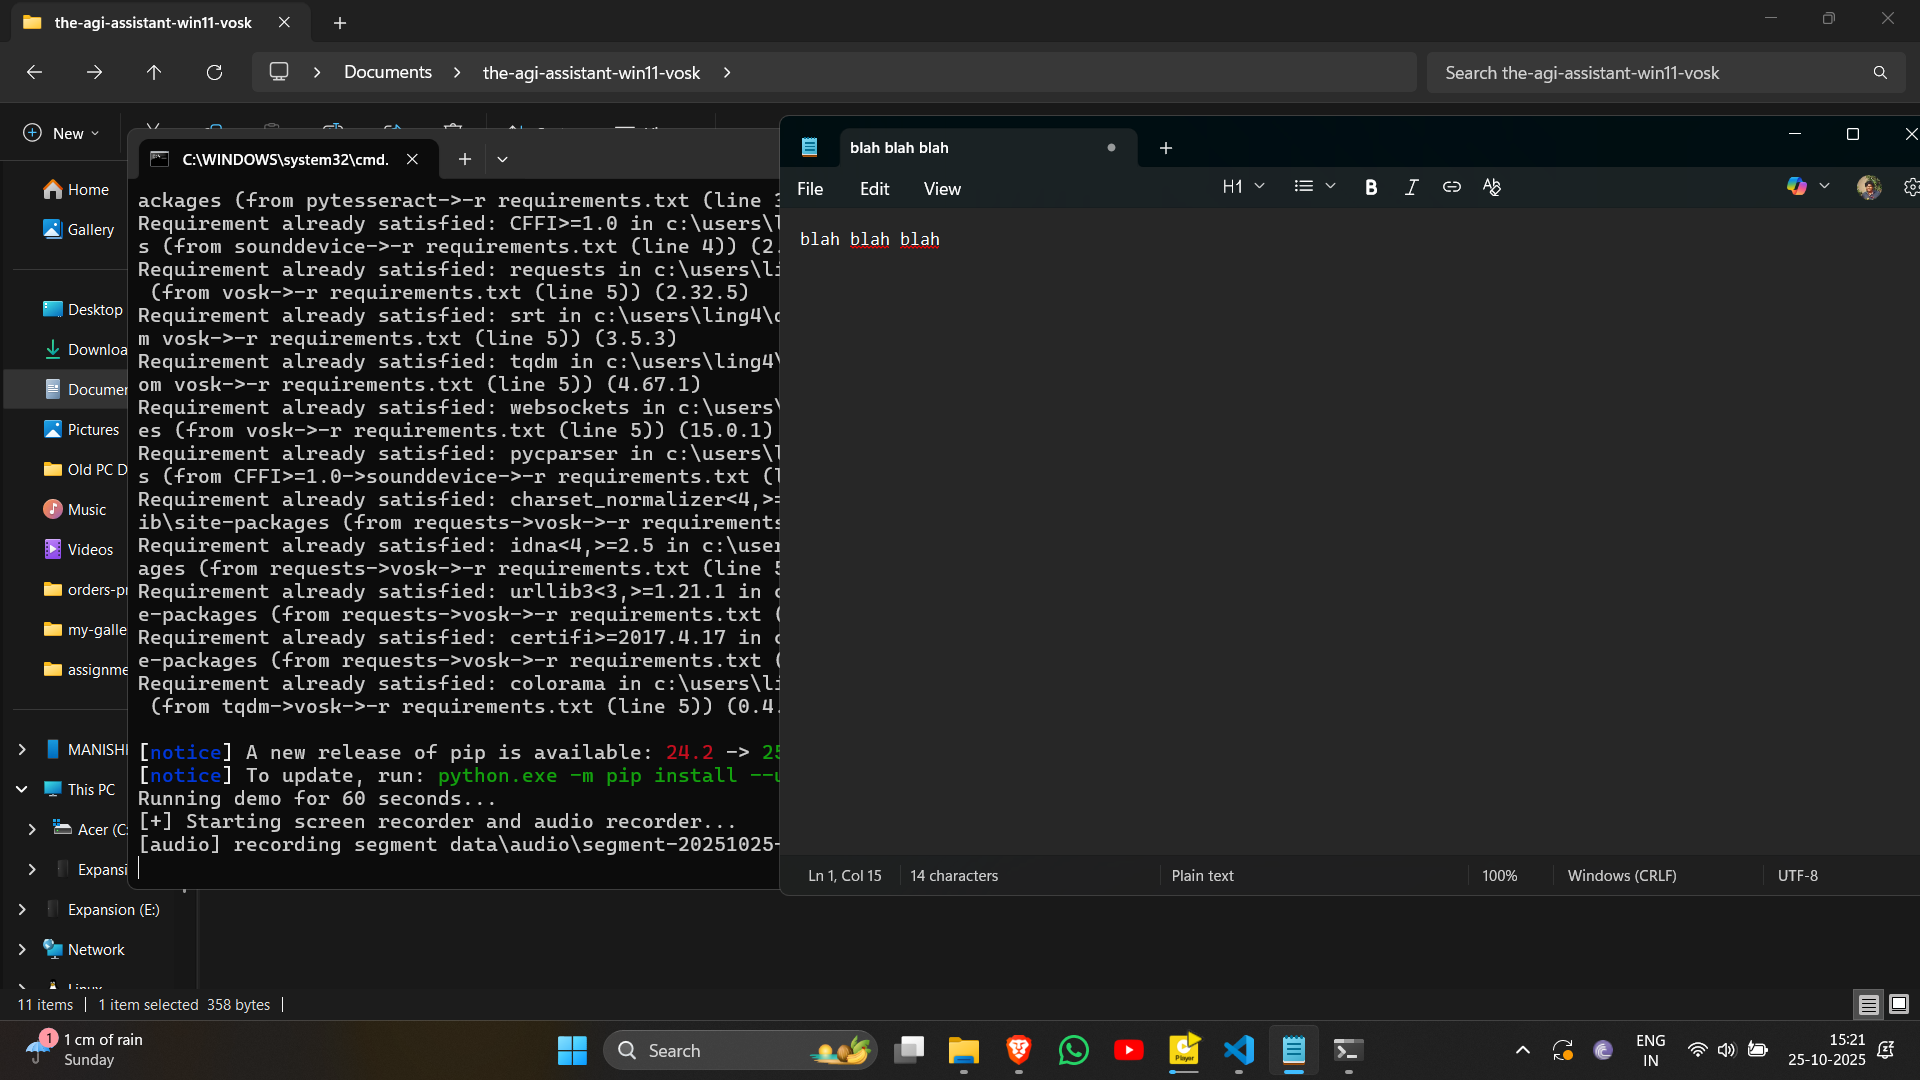 the-agi-assistant-win11-vosk
Documents
the-agi-assistant-win11-vosk
Search the-agi-assistant-win11-vosk
New
Home
Gallery
Desktop
Downloa
Documen
Pictures
Old PC D
Music
Videos
orders-pr
my-galle
assignme
MANISH
This PC
Acer (C:
Expansi
Expansion (E:)
Network
Linux
11 items
1 item selected 358 bytes
C:\WINDOWS\system32\cmd.
ackages (from pytesseract->-r requirements.txt (line 3
Requirement already satisfied: CFFI>=1.0 in c:\users\l
s (from sounddevice->-r requirements.txt (line 4)) (2.
Requirement already satisfied: requests in c:\users\li
(from vosk->-r requirements.txt (line 5)) (2.32.5)
Requirement already satisfied: srt in c:\users\ling4\d
m vosk->-r requirements.txt (line 5)) (3.5.3)
Requirement already satisfied: tqdm in c:\users\ling4\
om vosk->-r requirements.txt (line 5)) (4.67.1)
Requirement already satisfied: websockets in c:\users\
es (from vosk->-r requirements.txt (line 5)) (15.0.1)
Requirement already satisfied: pycparser in c:\users\l
s (from CFFI>=1.0->sounddevice->-r requirements.txt (l
Requirement already satisfied: charset_normalizer<4,>=
ib\site-packages (from requests->vosk->-r requirements
Requirement already satisfied: idna<4,>=2.5 in c:\user
ages (from requests->vosk->-r requirements.txt (line 5
Requirement already satisfied: urllib3<3,>=1.21.1 in c
e-packages (from requests->vosk->-r requirements.txt (
Requirement already satisfied: certifi>=2017.4.17 in c
e-packages (from requests->vosk->-r requirements.txt (
Requirement already satisfied: colorama in c:\users\li
(from tqdm->vosk->-r requirements.txt (line 5)) (0.4.
[notice] A new release of pip is available: 24.2 -> 25
[notice] To update, run: python.exe -m pip install --u
Running demo for 60 seconds...
[+] Starting screen recorder and audio recorder...
[audio] recording segment data\audio\segment-20251025-
blah blah blah
File Edit View
H1
B I
blah blah blah
Ln 1, Col 15
14 characters
Plain text
100%
Windows (CRLF)
UTF-8
1
1 cm of rain
Sunday
Search
Player
ENG
IN
15:21
25-10-2025